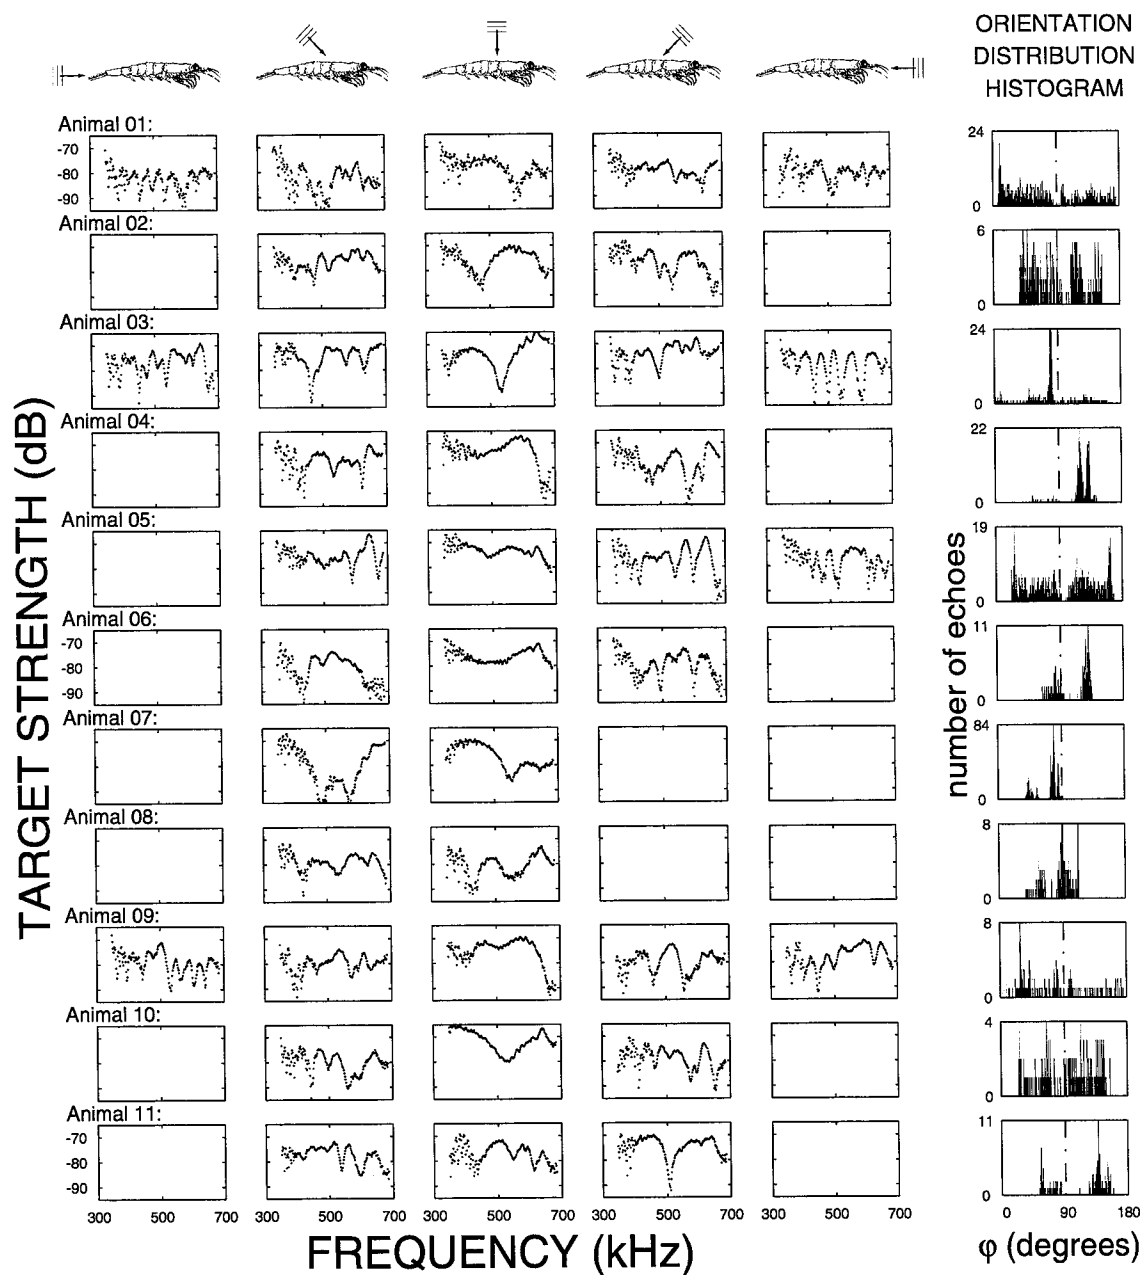 ORIENTATION
DISTRIBUTION
HISTOGRAM
Animal 01:
-70
-80
-90
24
0
Animal 02:
6
0
Animal 03:
24
0
Animal 04:
22
0
Animal 05:
19
0
Animal 06:
-70
-80
-90
11
0
Animal 07:
84
0
Animal 08:
8
0
Animal 09:
8
0
Animal 10:
4
0
Animal 11:
-70
-80
-90
11
0
300 500 700 300 500 700 300 500 700 300 500 700 300 500 700
0 90 180
TARGET STRENGTH (dB)
FREQUENCY (kHz)
number of echoes
φ (degrees)